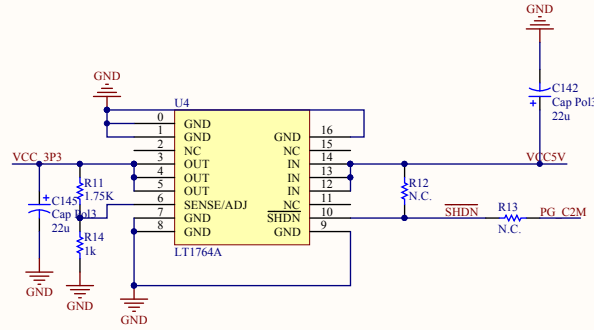 GND
GND
C142
Cap Pol3
22u
U4
0 GND
1 GND GND 16
2 NC NC 15
VCC_3P3 3 OUT IN 14 VCC5V
4 OUT IN 13
5 OUT IN 12
R11
1.75K
R12
N.C.
C145
Cap Pol3
22u
6 SENSE/ADJ NC 11
7 GND SHDN 10
SHDN
R13
N.C.
PG_C2M
8 GND GND 9
R14
1k
LT1764A
GND
GND
GND